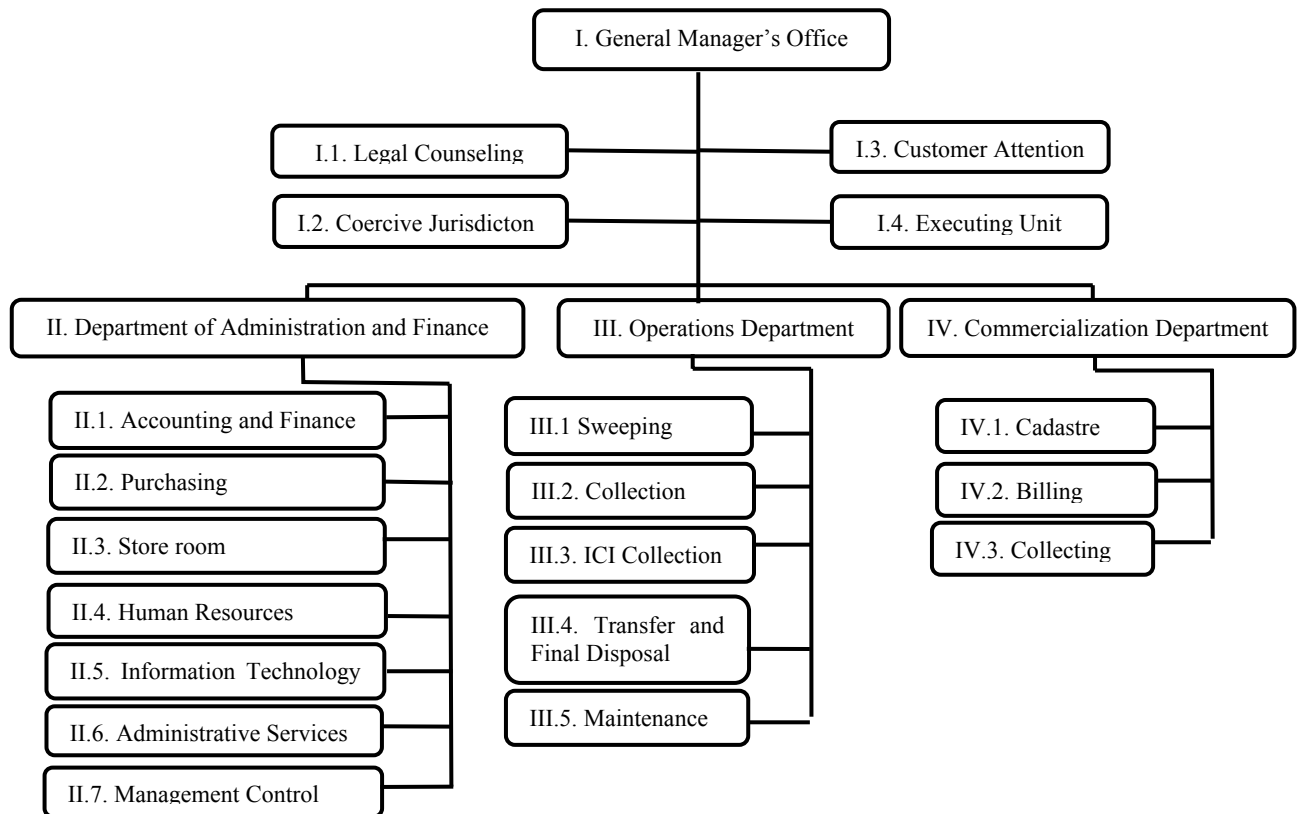 I. General Manager’s Office
I.1. Legal Counseling
I.3. Customer Attention
I.2. Coercive Jurisdicton
I.4. Executing Unit
II. Department of Administration and Finance
III. Operations Department
IV. Commercialization Department
II.1. Accounting and Finance
II.2. Purchasing
II.3. Store room
II.4. Human Resources
II.5. Information Technology
II.6. Administrative Services
II.7. Management Control
III.1 Sweeping
III.2. Collection
III.3. ICI Collection
III.4. Transfer and
Final Disposal
III.5. Maintenance
IV.1. Cadastre
IV.2. Billing
IV.3. Collecting